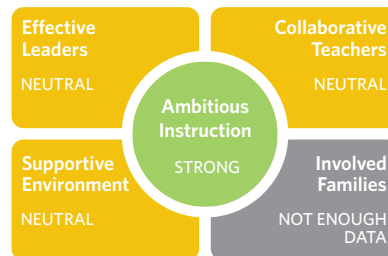 Effective
Leaders
NEUTRAL
Collaborative
Teachers
NEUTRAL
Ambitious
Instruction
STRONG
Supportive
Environment
NEUTRAL
Involved
Families
NOT ENOUGH
DATA